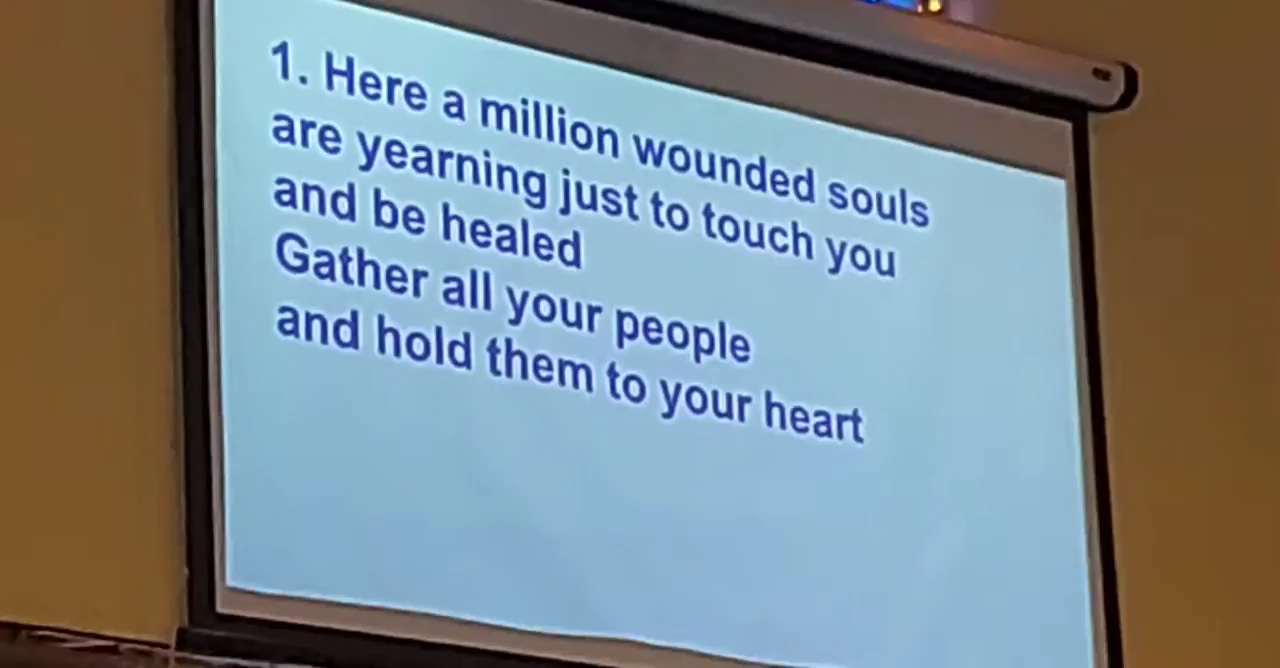 1. Here a million wounded souls
are yearning just to touch you
and be healed
Gather all your people
and hold them to your heart